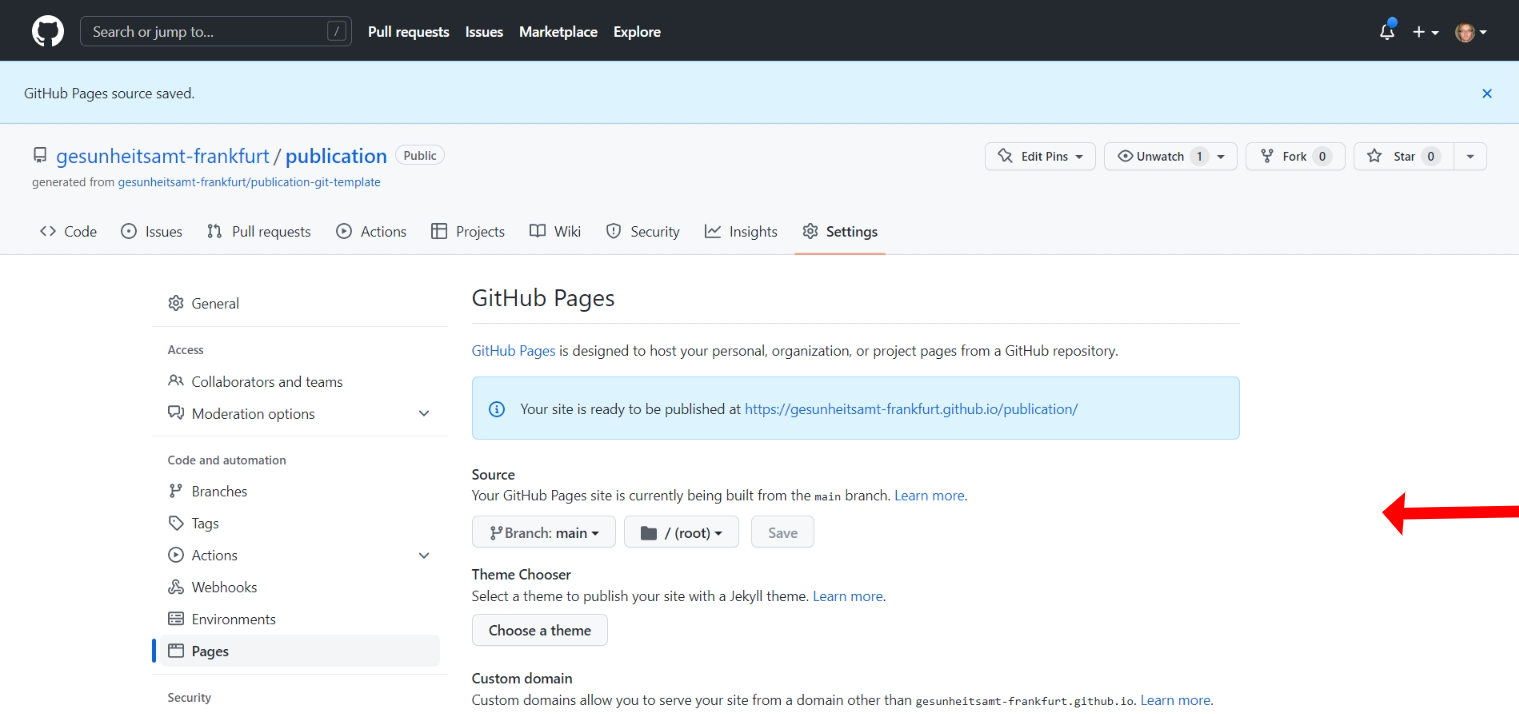 Search or jump to... /
Pull requests Issues Marketplace Explore
GitHub Pages source saved.
gesunheitsamt-frankfurt / publication Public
Edit Pins Unwatch 1 Fork 0 Star 0
generated from gesunheitsamt-frankfurt/publication-git-template
Code Issues Pull requests Actions Projects Wiki Security Insights Settings
General
Access
Collaborators and teams
Moderation options
Code and automation
Branches
Tags
Actions
Webhooks
Environments
Pages
Security
GitHub Pages
GitHub Pages is designed to host your personal, organization, or project pages from a GitHub repository.
Your site is ready to be published at https://gesunheitsamt-frankfurt.github.io/publication/
Source
Your GitHub Pages site is currently being built from the main branch. Learn more.
Branch: main / (root) Save
Theme Chooser
Select a theme to publish your site with a Jekyll theme. Learn more.
Choose a theme
Custom domain
Custom domains allow you to serve your site from a domain other than gesunheitsamt-frankfurt.github.io. Learn more.